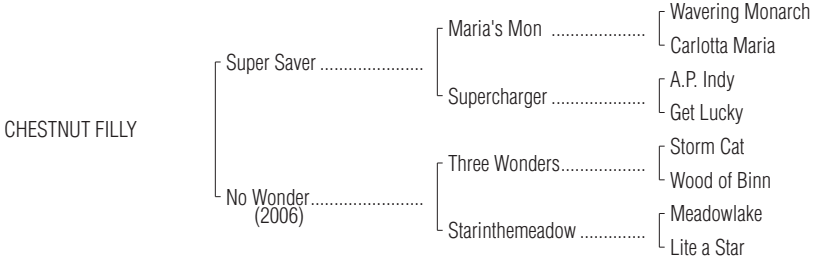 Wavering Monarch
Maria's Mon ....................
Carlotta Maria
Super Saver ......................
A.P. Indy
Supercharger ....................
Get Lucky
CHESTNUT FILLY
Storm Cat
Three Wonders..................
Wood of Binn
No Wonder........................
(2006)
Meadowlake
Starinthemeadow ..............
Lite a Star